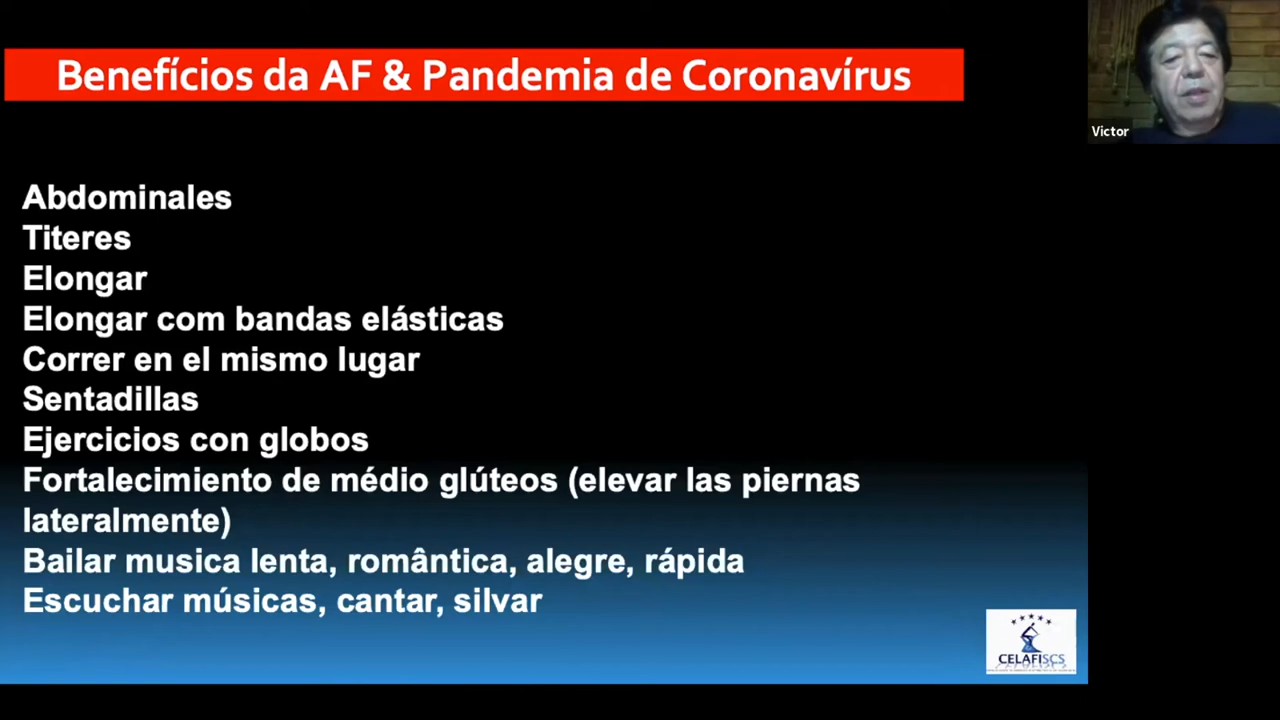 Benefícios da AF & Pandemia de Coronavírus
Victor
Abdominales
Titeres
Elongar
Elongar com bandas elásticas
Correr en el mismo lugar
Sentadillas
Ejercicios con globos
Fortalecimiento de médio glúteos (elevar las piernas
lateralmente)
Bailar musica lenta, romântica, alegre, rápida
Escuchar músicas, cantar, silvar
CELAFISCS